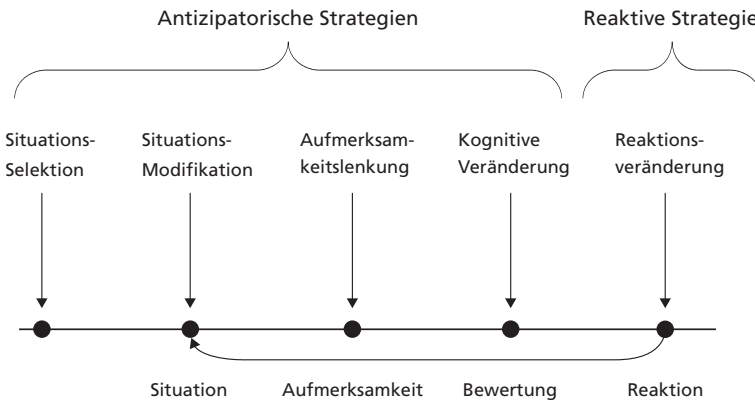 Antizipatorische Strategien
Reaktive Strategie
Situations-
Selektion
Situations-
Modifikation
Aufmerksam-
keitslenkung
Kognitive
Veränderung
Reaktions-
veränderung
Situation
Aufmerksamkeit
Bewertung
Reaktion